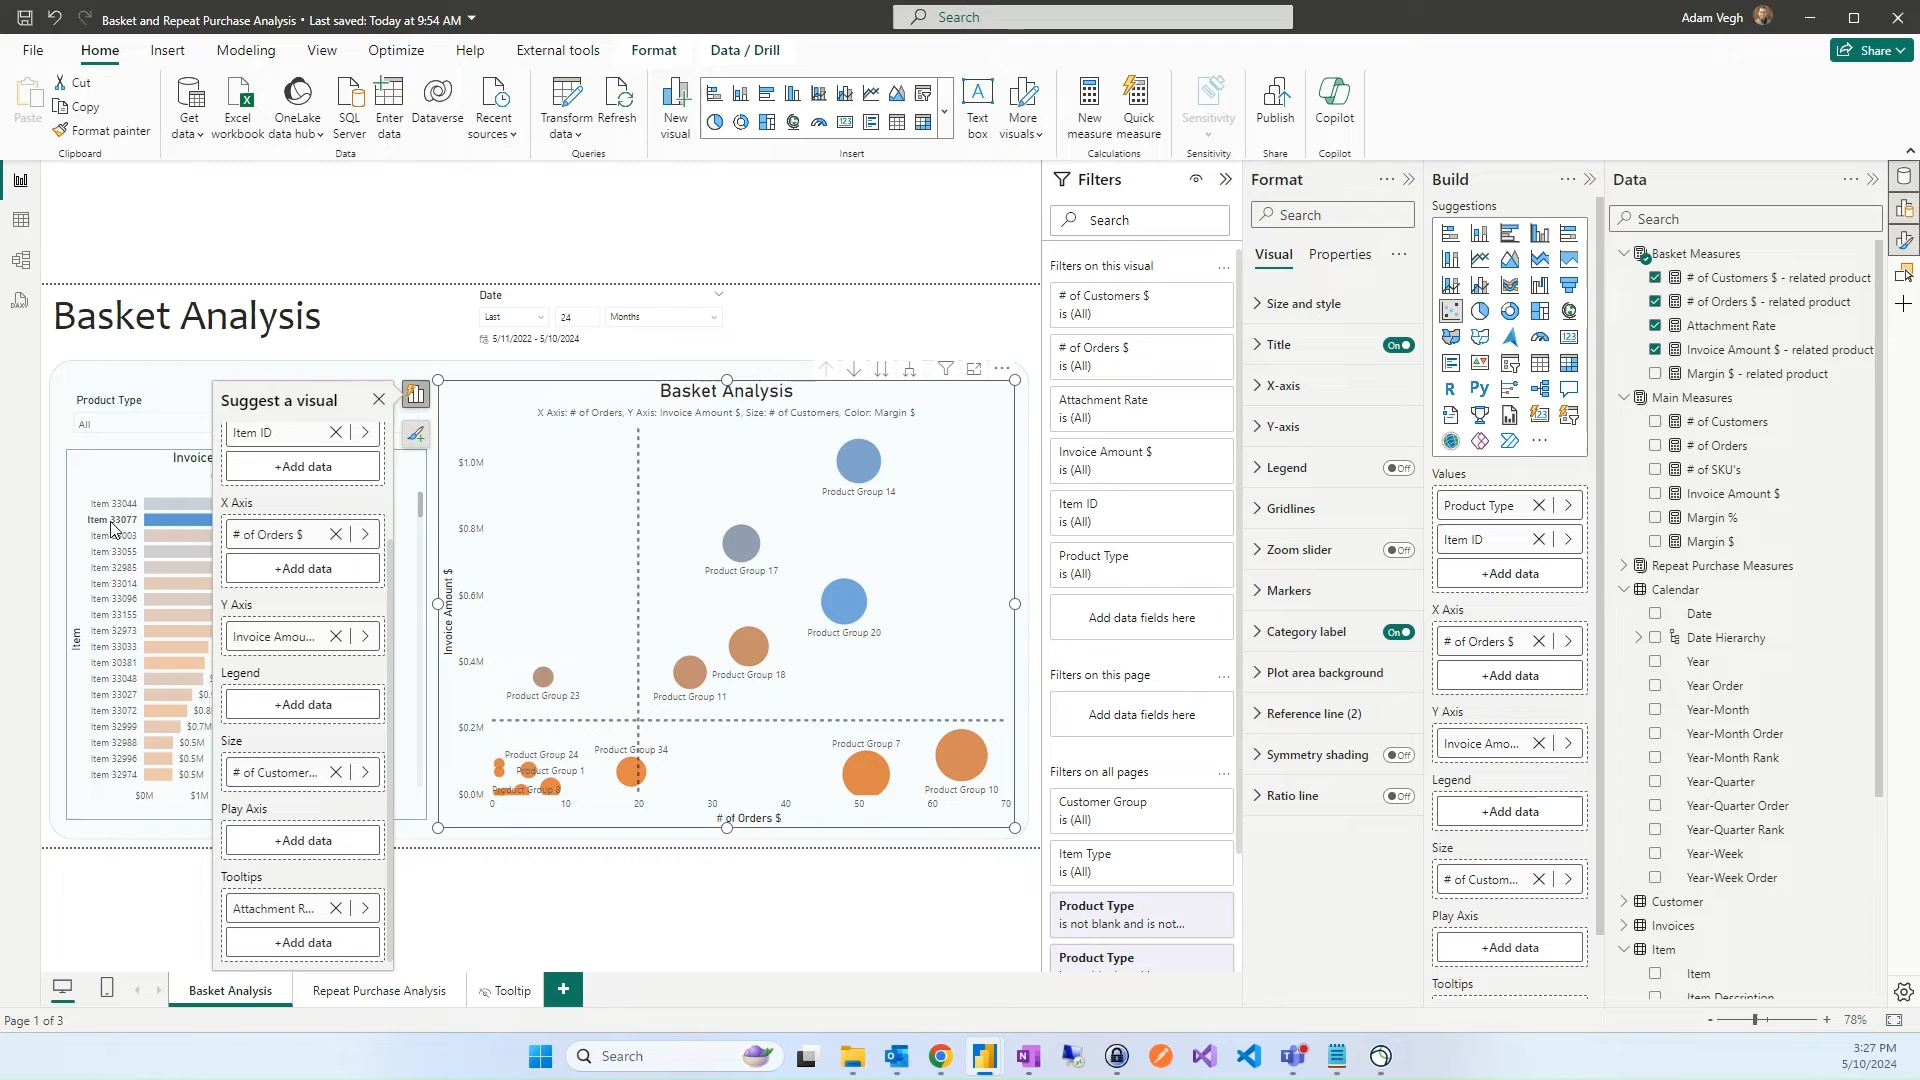 Basket and Repeat Purchase Analysis • Last saved: Today at 9:54 AM
Search
Adam Vegh
File
Home
Insert
Modeling
View
Optimize
Help
External tools
Format
Data / Drill
Share
Paste
Cut
Copy
Format painter
Clipboard
Get data
Excel workbook
OneLake data hub
SQL Server
Enter data
Dataverse
Recent sources
Data
Transform data
Refresh
Queries
New visual
Text box
More visuals
Insert
New measure
Quick measure
Calculations
Sensitivity
Sensitivity
Publish
Share
Copilot
Copilot
Basket Analysis
Date
Last
24
Months
5/11/2022 - 5/10/2024
Product Type
All
Invoice
Item
Item 33044
Item 33077
Item 33055
Item 32985
Item 33014
Item 33096
Item 33155
Item 32973
Item 33033
Item 30381
Item 33048
Item 33027
Item 33072
Item 32999
Item 32988
Item 32996
Item 32974
$0.7M
$0.5M
$0.5M
$0.5M
$0M
$1M
Suggest a visual
Item ID
+Add data
X Axis
# of Orders $
+Add data
Y Axis
Invoice Amou...
Legend
+Add data
Size
# of Customer...
Play Axis
+Add data
Tooltips
Attachment R...
+Add data
Basket Analysis
X Axis: # of Orders, Y Axis: Invoice Amount $, Size: # of Customers, Color: Margin $
Invoice Amount $
$1.0M
$0.8M
$0.6M
$0.4M
$0.2M
$0.0M
Product Group 14
Product Group 17
Product Group 20
Product Group 18
Product Group 11
Product Group 23
Product Group 34
Product Group 24
Product Group 1
Product Group 8
Product Group 7
Product Group 10
0
10
20
30
40
50
60
70
# of Orders $
Filters
Search
Filters on this visual
# of Customers $
is (All)
# of Orders $
is (All)
Attachment Rate
is (All)
Invoice Amount $
is (All)
Item ID
is (All)
Product Type
is (All)
Add data fields here
Filters on this page
Add data fields here
Filters on all pages
Customer Group
is (All)
Item Type
is (All)
Product Type
is not blank and is not...
Product Type
Format
Search
Visual
Properties
Size and style
Title
On
X-axis
Y-axis
Legend
Off
Gridlines
Zoom slider
Off
Markers
Category label
On
Plot area background
Reference line (2)
Symmetry shading
Off
Ratio line
Off
Build
Suggestions
R
Py
Values
Product Type
Item ID
+Add data
X Axis
# of Orders $
+Add data
Y Axis
Invoice Amo...
Legend
+Add data
Size
# of Custom...
Play Axis
+Add data
Tooltips
Data
Search
Basket Measures
# of Customers $ - related product
# of Orders $ - related product
Attachment Rate
Invoice Amount $ - related product
Margin $ - related product
Main Measures
# of Customers
# of Orders
# of SKU's
Invoice Amount $
Margin %
Margin $
Repeat Purchase Measures
Calendar
Date
Date Hierarchy
Year
Year Order
Year-Month
Year-Month Order
Year-Month Rank
Year-Quarter
Year-Quarter Order
Year-Quarter Rank
Year-Week
Year-Week Order
Customer
Invoices
Item
Item
Item Description
Basket Analysis
Repeat Purchase Analysis
Tooltip
Page 1 of 3
78%
Search
3:27 PM
5/10/2024